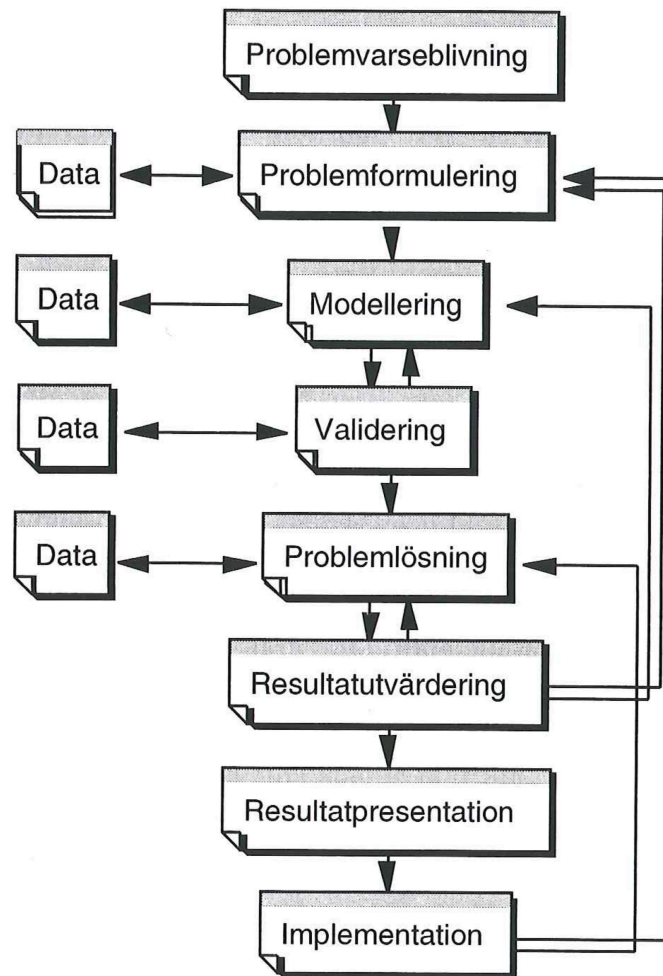 Problemvarseblivning
Data
Problemformulering
Data
Modellering
Data
Validering
Data
Problemlösning
Resultatutvärdering
Resultatpresentation
Implementation